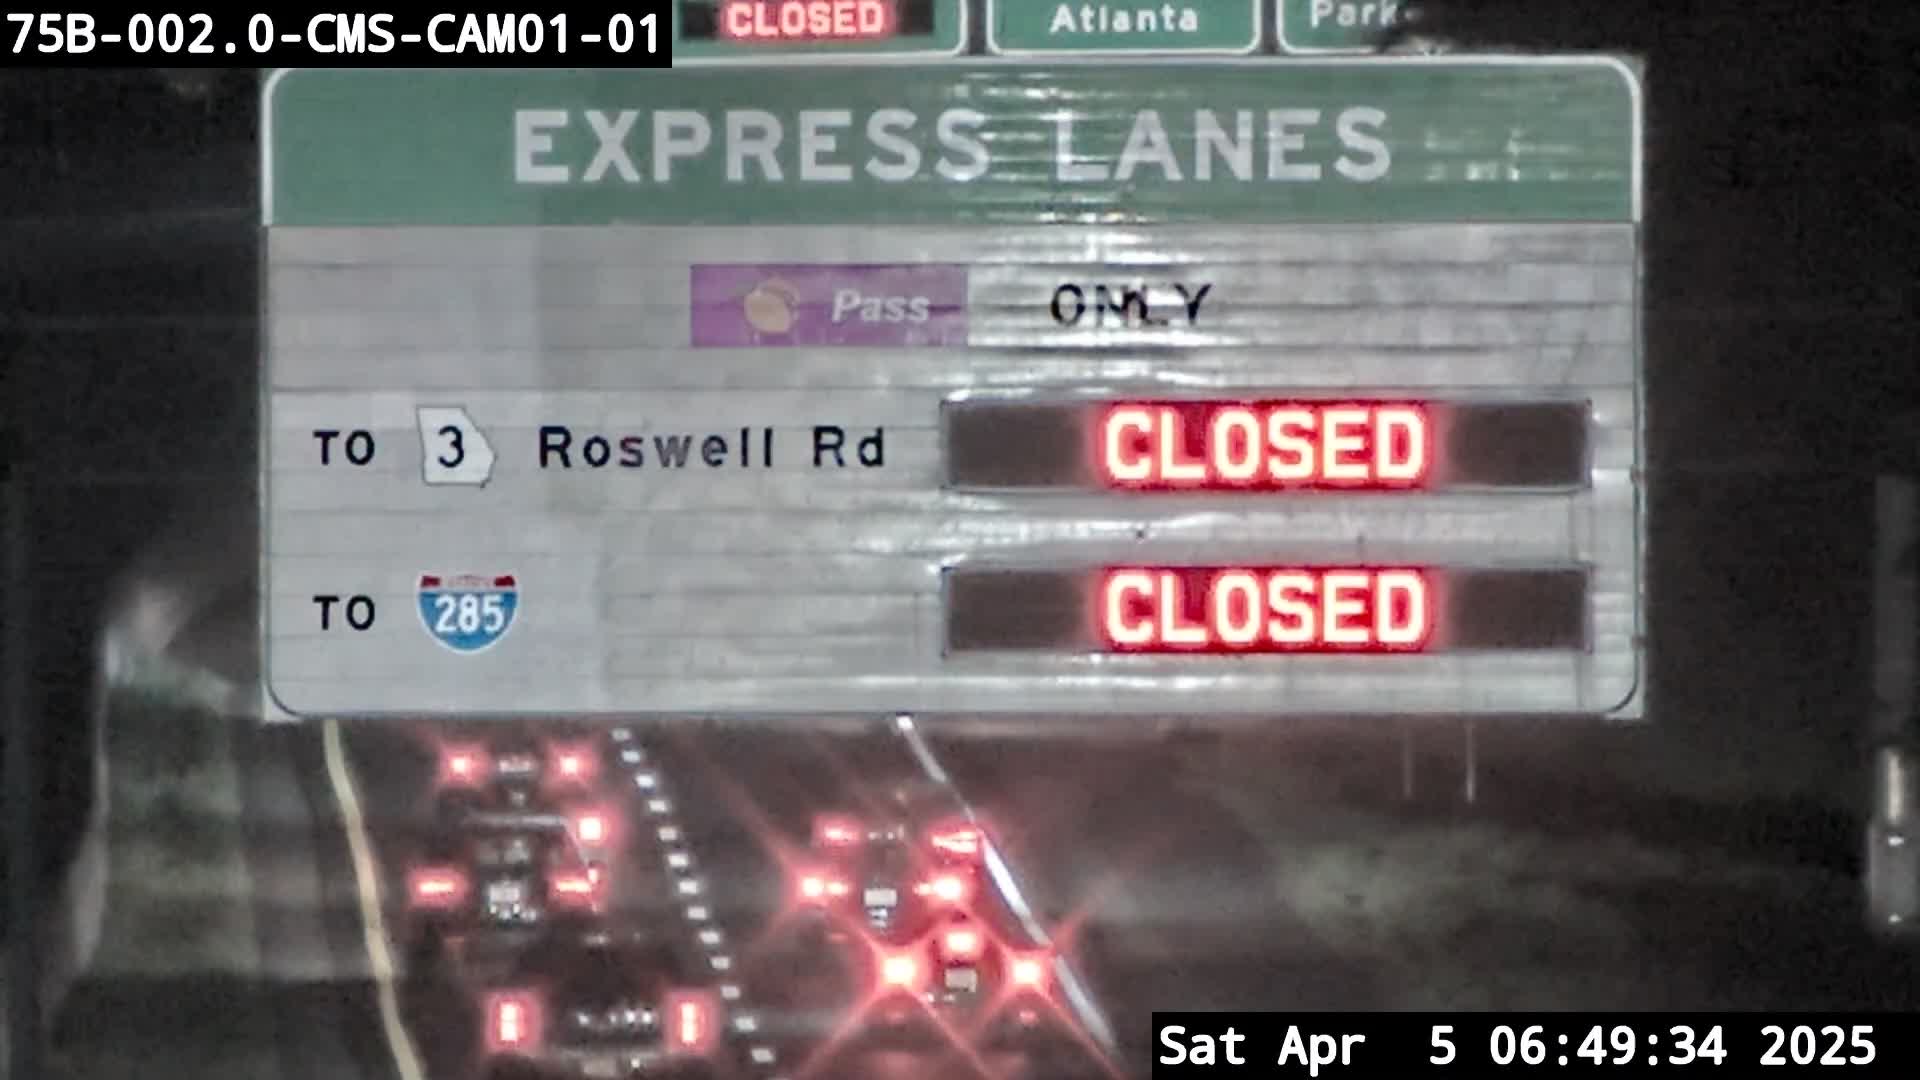 75B-002.0-CMS-CAM01-01
CLOSED
Atlanta
Park
EXPRESS LANES
Pass ONLY
TO 3 Roswell Rd CLOSED
TO 285 CLOSED
Sat Apr 5 06:49:34 2025